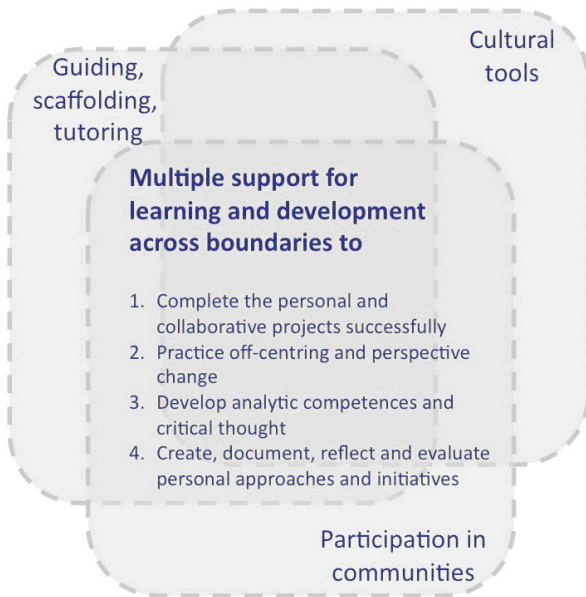 Cultural
tools
Guiding,
scaffolding,
tutoring
Multiple support for
learning and development
across boundaries to
1. Complete the personal and
collaborative projects successfully
2. Practice off-centring and perspective
change
3. Develop analytic competences and
critical thought
4. Create, document, reflect and evaluate
personal approaches and initiatives
Participation in
communities